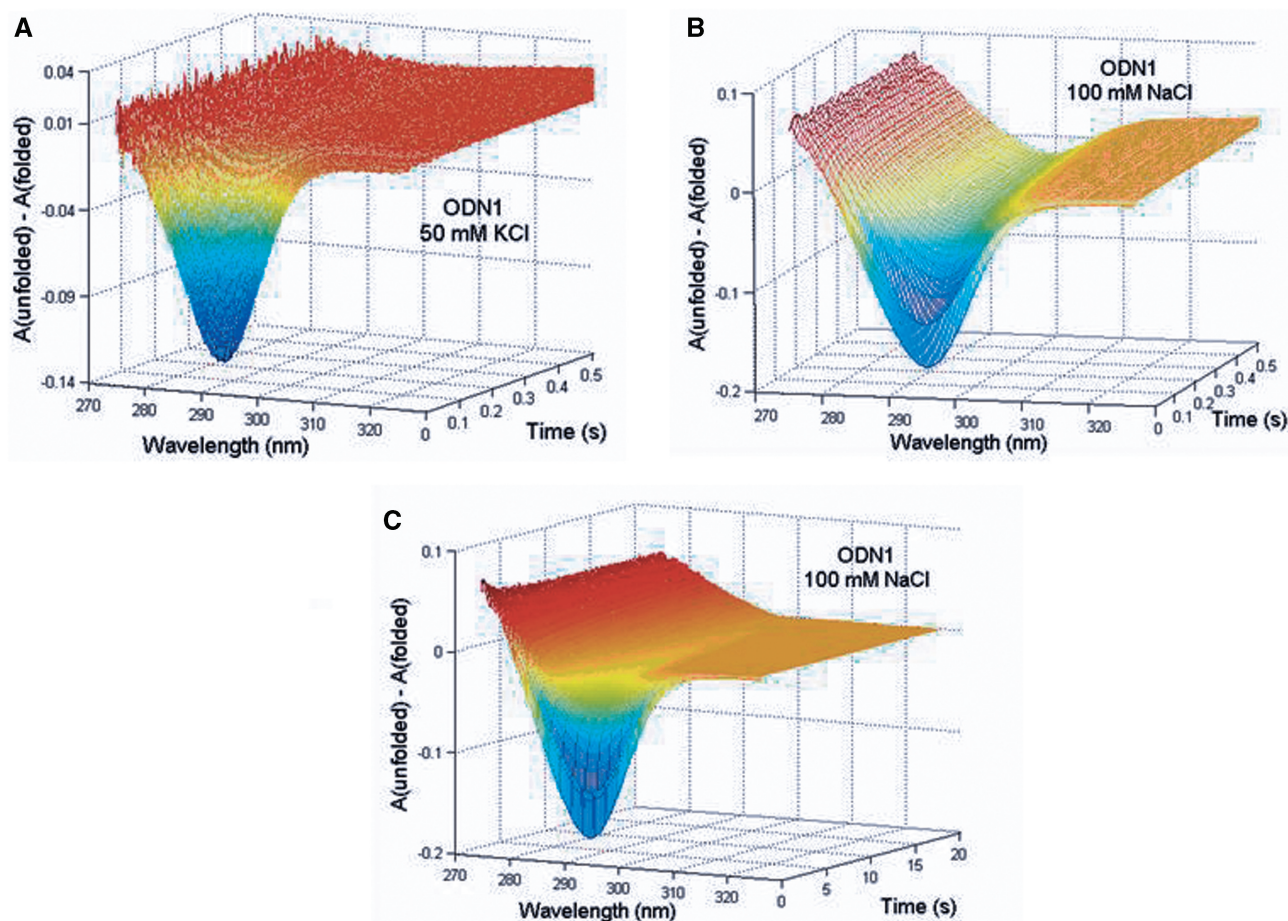 A
0.04
0.01
-0.04
-0.09
-0.14
A(unfolded) - A(folded)
ODN1
50 mM KCl
270 280 290 300 310 320 0 0.1 0.2 0.3 0.4 0.5
Wavelength (nm)
Time (s)
B
0.1
0
-0.1
-0.2
A(unfolded) - A(folded)
ODN1
100 mM NaCl
270 280 290 300 310 320 0 0.1 0.2 0.3 0.4 0.5
Wavelength (nm)
Time (s)
C
0.1
0
-0.1
-0.2
A(unfolded) - A(folded)
ODN1
100 mM NaCl
270 280 290 300 310 320 0 5 10 15 20
Wavelength (nm)
Time (s)